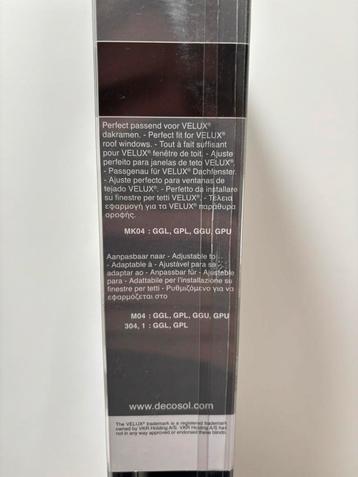 Perfect passend voor VELUX®
dakramen. - Perfect fit for VELUX®
roof windows. - Tout à fait suffisant
pour VELUX® fenêtre de toit. - Ajuste
perfeito para janelas de teto VELUX®.
- Passgenau für VELUX® Dachfenster.
- Ajuste perfecto para ventanas de
tejado VELUX®. - Perfetto da installare
su finestre per tetti VELUX®. - Τέλεια
εφαρμογή για τα VELUX® παράθυρα
οροφής.
MK04 : GGL, GPL, GGU, GPU
Aanpasbaar naar - Adjustable to
- Adaptable à - Ajustável para se
adaptar ao - Anpassbar für - Ajusteble
para - Adattabile per l'installazione su
finestre per tetti - Ρυθμιζόμενο για να
εφαρμόζεται στο
M04 : GGL, GPL, GGU, GPU
304, 1 : GGL, GPL
www.decosol.com
The VELUX® trademark is a registered trademark
owned by VKR Holding A/S. VKR Holding A/S has
not in any way approved or endorsed these blinds.